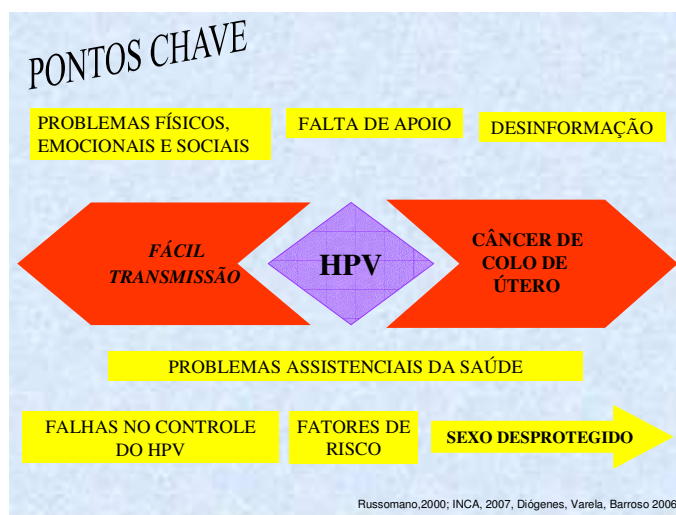 PONTOS CHAVE
PROBLEMAS FÍSICOS,
EMOCIONAIS E SOCIAIS
FALTA DE APOIO
DESINFORMAÇÃO
FÁCIL
TRANSMISSÃO
HPV
CÂNCER DE
COLO DE
ÚTERO
PROBLEMAS ASSISTENCIAIS DA SAÚDE
FALHAS NO CONTROLE
DO HPV
FATORES DE
RISCO
SEXO DESPROTEGIDO
Russomano,2000; INCA, 2007, Diógenes, Varela, Barroso 2006